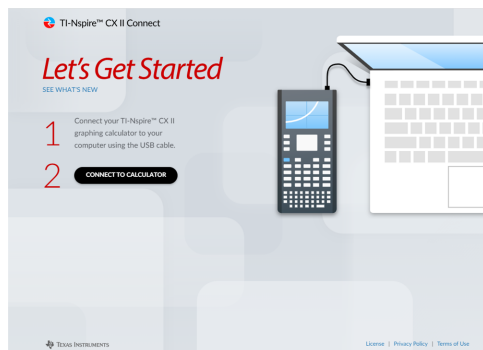 TI-Nspire™ CX II Connect
Let's Get Started
SEE WHAT'S NEW
1
Connect your TI-Nspire™ CX II
graphing calculator to your
computer using the USB cable.
2
CONNECT TO CALCULATOR
TEXAS INSTRUMENTS
License | Privacy Policy | Terms of Use